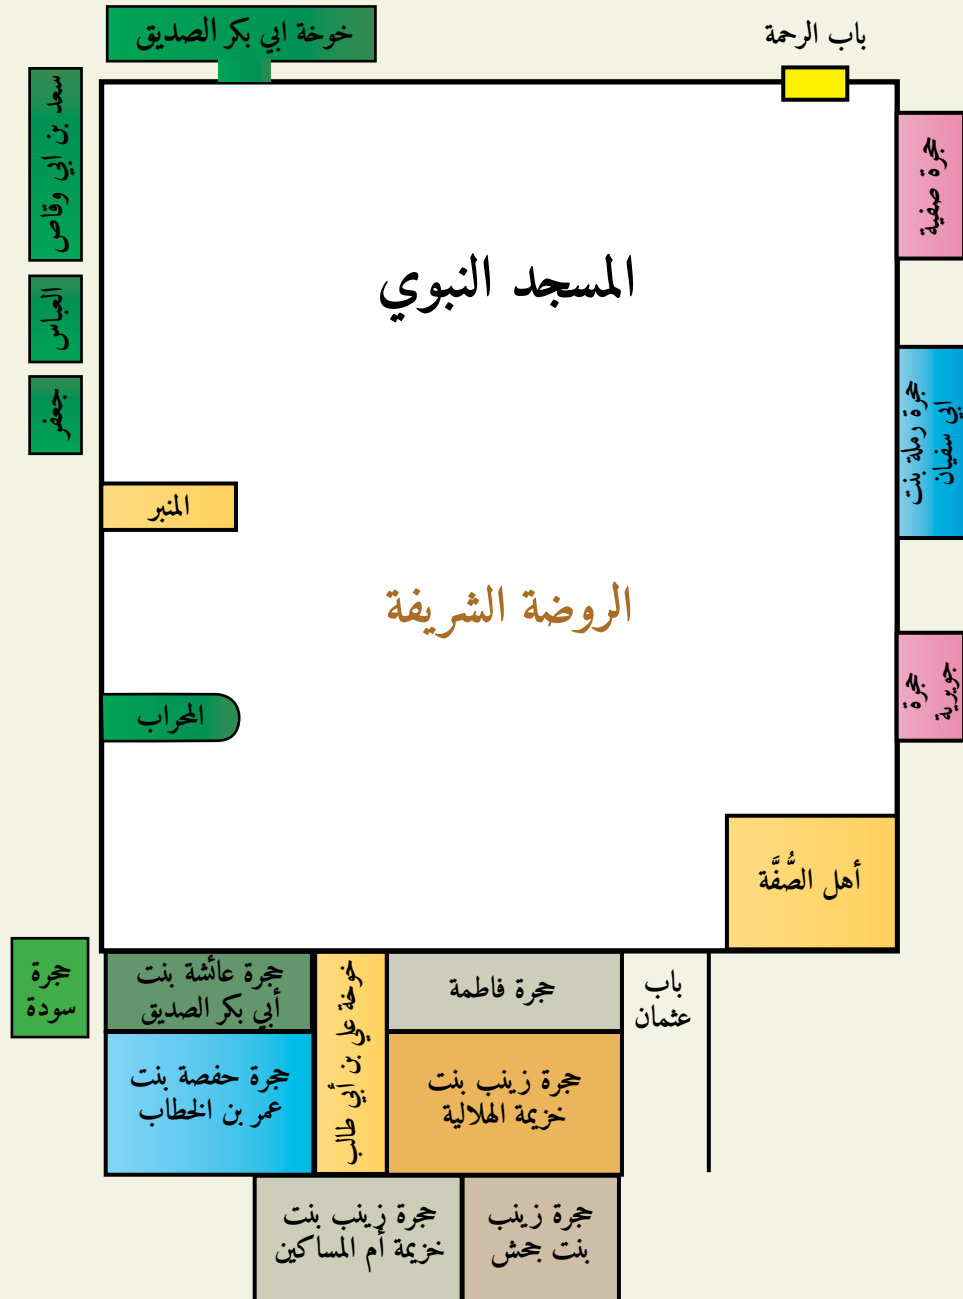 خوخة ابي بكر الصديق
باب الرحمة
سعد بن ابي وقاص
العباس
جعفر
حجرة صفية
المسجد النبوي
حجرة رملة بنت
ابي سفيان
المنبر
الروضة الشريفة
حجرة
جويرية
المحراب
أهل الصُّفَّة
حجرة
سودة
حجرة عائشة بنت
أبي بكر الصديق
خوخة علي بن أبي طالب
حجرة فاطمة
باب
عثمان
حجرة حفصة بنت
عمر بن الخطاب
حجرة زينب بنت
خزيمة الهلالية
حجرة زينب بنت
خزيمة أم المساكين
حجرة زينب
بنت جحش